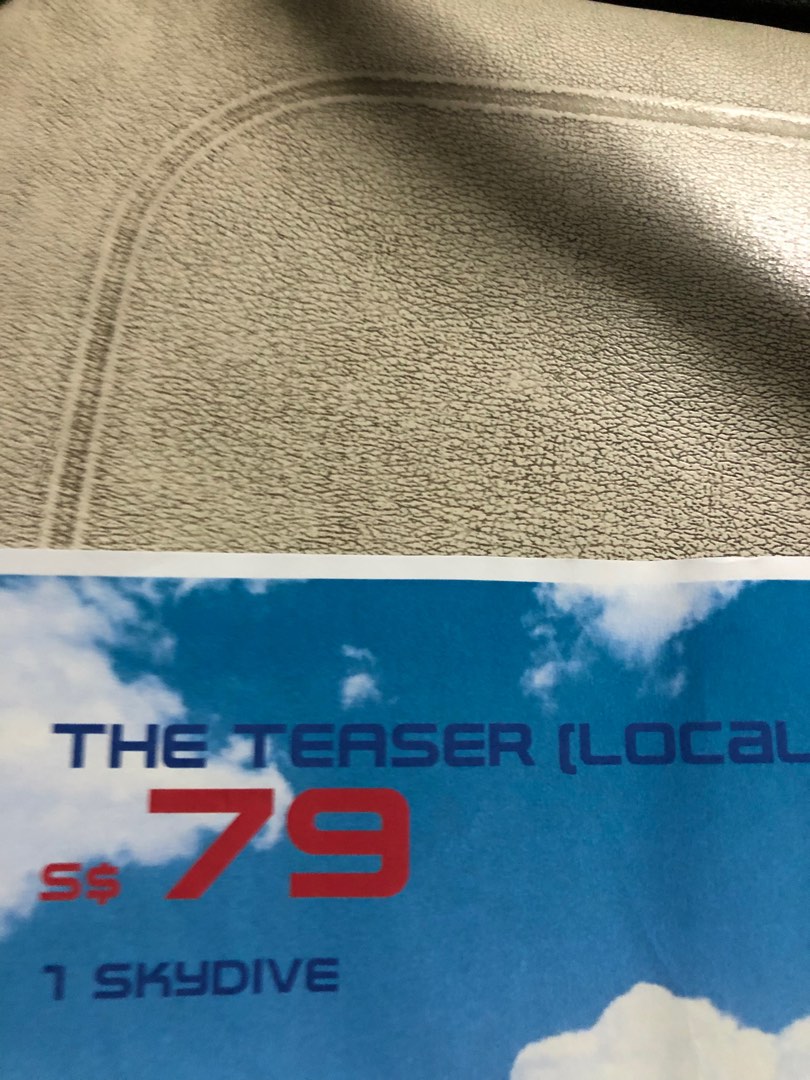 THE TEASER (LOCAL
S$ 79
1 SKYDIVE